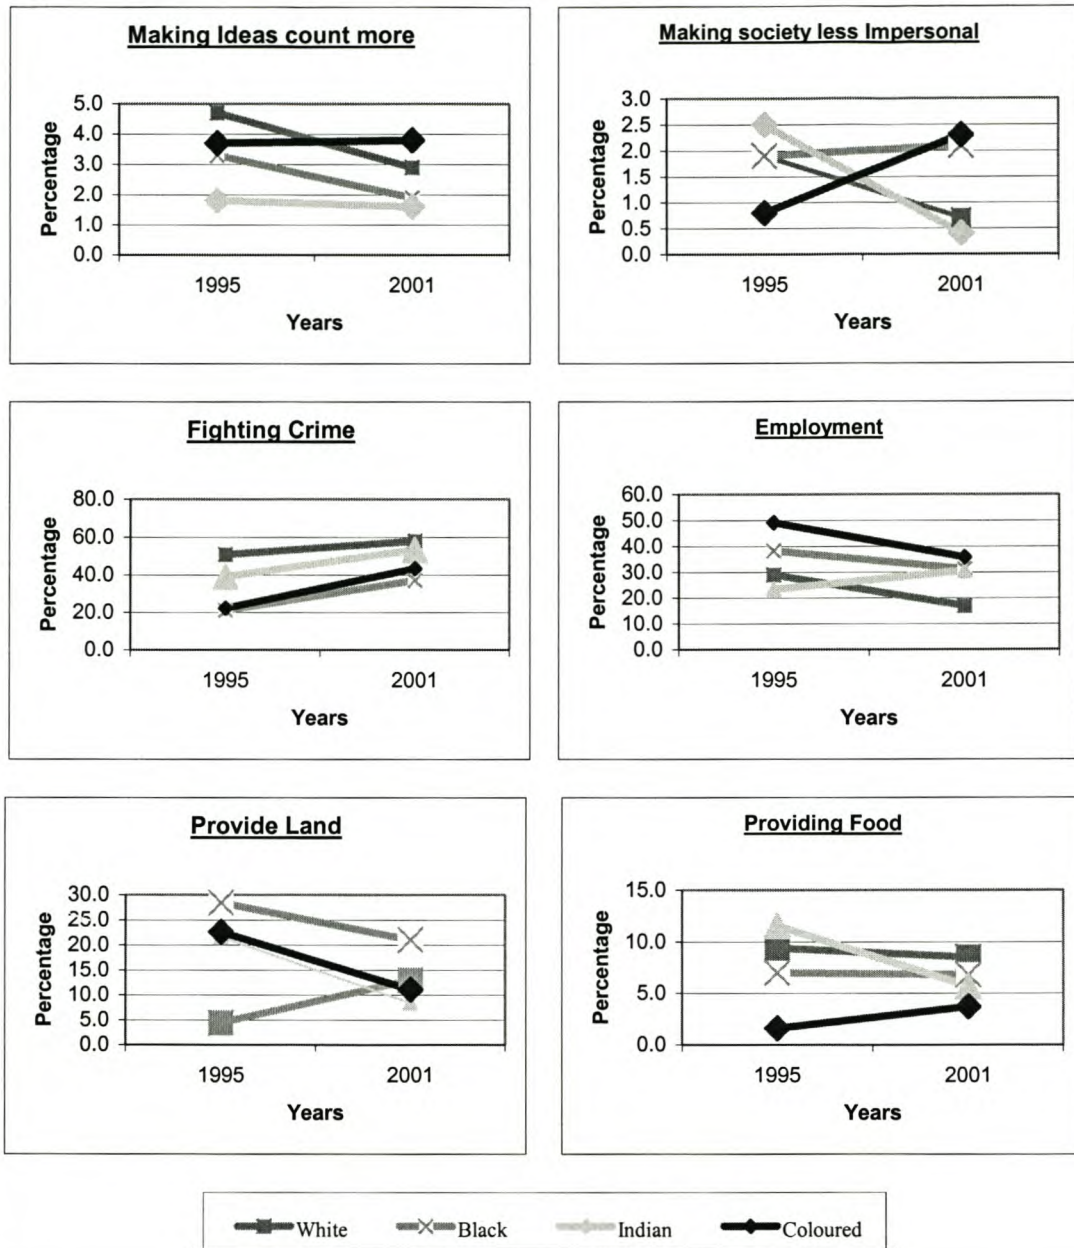 Making Ideas count more
5.0
4.0
3.0
2.0
1.0
0.0
Percentage
1995 2001
Years
Making society less Impersonal
3.0
2.5
2.0
1.5
1.0
0.5
0.0
Percentage
1995 2001
Years
Fighting Crime
80.0
60.0
40.0
20.0
0.0
Percentage
1995 2001
Years
Employment
60.0
50.0
40.0
30.0
20.0
10.0
0.0
Percentage
1995 2001
Years
Provide Land
30.0
25.0
20.0
15.0
10.0
5.0
0.0
Percentage
1995 2001
Years
Providing Food
15.0
10.0
5.0
0.0
Percentage
1995 2001
Years
White Black Indian Coloured